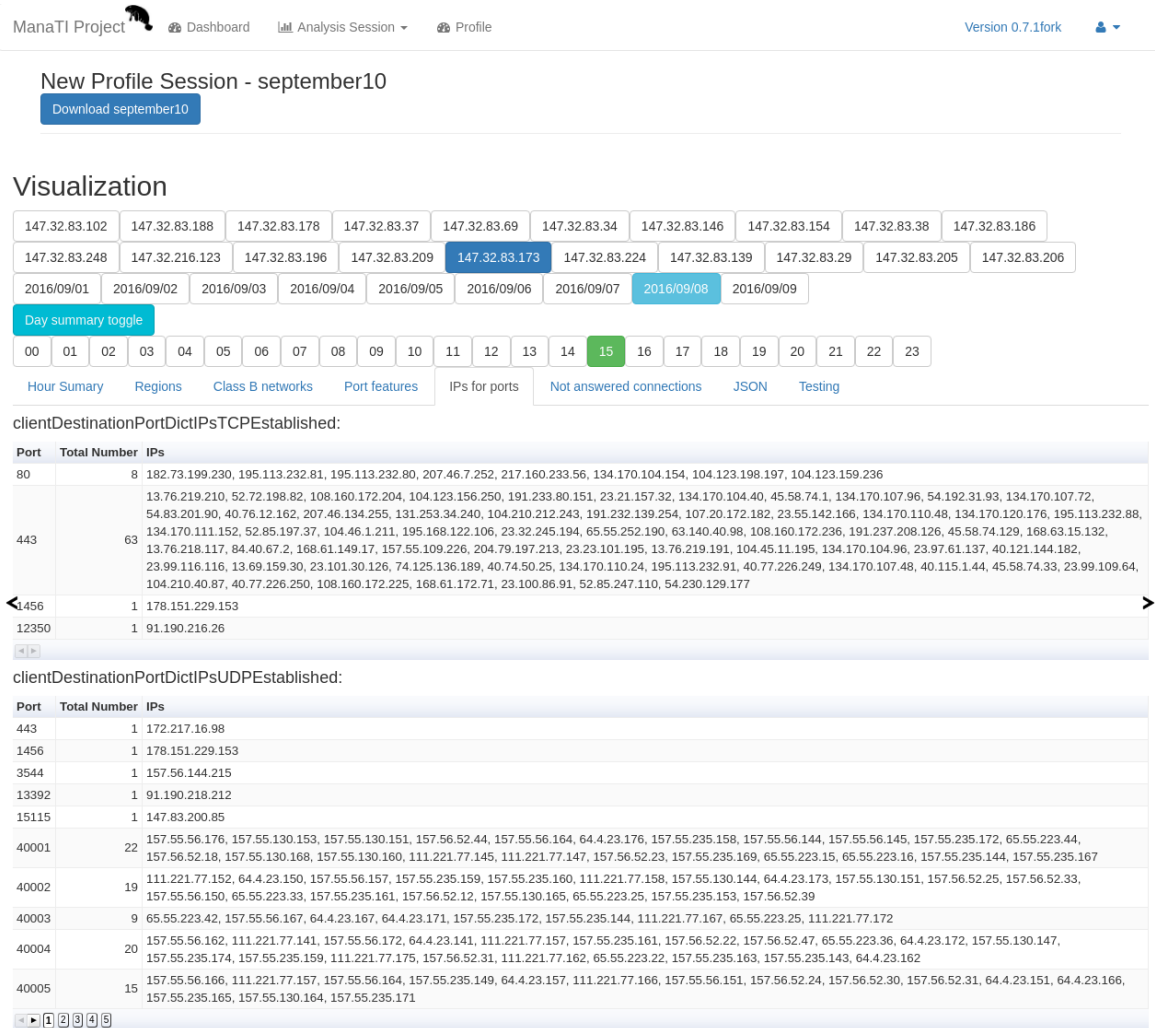 ManaTI Project Dashboard Analysis Session Profile Version 0.7.1fork
New Profile Session - september10
Download september10
Visualization
147.32.83.102 147.32.83.188 147.32.83.178 147.32.83.37 147.32.83.69 147.32.83.34 147.32.83.146 147.32.83.154 147.32.83.38 147.32.83.186
147.32.83.248 147.32.216.123 147.32.83.196 147.32.83.209 147.32.83.173 147.32.83.224 147.32.83.139 147.32.83.29 147.32.83.205 147.32.83.206
2016/09/01 2016/09/02 2016/09/03 2016/09/04 2016/09/05 2016/09/06 2016/09/07 2016/09/08 2016/09/09
Day summary toggle
00 01 02 03 04 05 06 07 08 09 10 11 12 13 14 15 16 17 18 19 20 21 22 23
Hour Sumary Regions Class B networks Port features IPs for ports Not answered connections JSON Testing
clientDestinationPortDictIPsTCPEstablished:
Port Total Number IPs
80 8 182.73.199.230, 195.113.232.81, 195.113.232.80, 207.46.7.252, 217.160.233.56, 134.170.104.154, 104.123.198.197, 104.123.159.236
13.76.219.210, 52.72.198.82, 108.160.172.204, 104.123.156.250, 191.233.80.151, 23.21.157.32, 134.170.104.40, 45.58.74.1, 134.170.107.96, 54.192.31.93, 134.170.107.72,
54.83.201.90, 40.76.12.162, 207.46.134.255, 131.253.34.240, 104.210.212.243, 191.232.139.254, 107.20.172.182, 23.55.142.166, 134.170.110.48, 134.170.120.176, 195.113.232.88,
134.170.111.152, 52.85.197.37, 104.46.1.211, 195.168.122.106, 23.32.245.194, 65.55.252.190, 63.140.40.98, 108.160.172.236, 191.237.208.126, 45.58.74.129, 168.63.15.132,
443 63 13.76.218.117, 84.40.67.2, 168.61.149.17, 157.55.109.226, 204.79.197.213, 23.23.101.195, 13.76.219.191, 104.45.11.195, 134.170.104.96, 23.97.61.137, 40.121.144.182,
23.99.116.116, 13.69.159.30, 23.101.30.126, 74.125.136.189, 40.74.50.25, 134.170.110.24, 195.113.232.91, 40.77.226.249, 134.170.107.48, 40.115.1.44, 45.58.74.33, 23.99.109.64,
104.210.40.87, 40.77.226.250, 108.160.172.225, 168.61.172.71, 23.100.86.91, 52.85.247.110, 54.230.129.177
1456 1 178.151.229.153
12350 1 91.190.216.26
clientDestinationPortDictIPsUDPEstablished:
Port Total Number IPs
443 1 172.217.16.98
1456 1 178.151.229.153
3544 1 157.56.144.215
13392 1 91.190.218.212
15115 1 147.83.200.85
40001 22 157.55.56.176, 157.55.130.153, 157.55.130.151, 157.56.52.44, 157.55.56.164, 64.4.23.176, 157.55.235.158, 157.55.56.144, 157.55.56.145, 157.55.235.172, 65.55.223.44,
157.56.52.18, 157.55.130.168, 157.55.130.160, 111.221.77.145, 111.221.77.147, 157.56.52.23, 157.55.235.169, 65.55.223.15, 65.55.223.16, 157.55.235.144, 157.55.235.167
40002 19 111.221.77.152, 64.4.23.150, 157.55.56.157, 157.55.235.159, 157.55.235.160, 111.221.77.158, 157.55.130.144, 64.4.23.173, 157.55.130.151, 157.56.52.25, 157.56.52.33,
157.55.56.150, 65.55.223.33, 157.55.235.161, 157.56.52.12, 157.55.130.165, 65.55.223.25, 157.55.235.153, 157.56.52.39
40003 9 65.55.223.42, 157.55.56.167, 64.4.23.167, 64.4.23.171, 157.55.235.172, 157.55.235.144, 111.221.77.167, 65.55.223.25, 111.221.77.172
40004 20 157.55.56.162, 111.221.77.141, 157.55.56.172, 64.4.23.141, 111.221.77.157, 157.55.235.161, 157.56.52.22, 157.56.52.47, 65.55.223.36, 64.4.23.172, 157.55.130.147,
157.55.235.174, 157.55.235.159, 111.221.77.175, 157.56.52.31, 111.221.77.162, 65.55.223.22, 157.55.235.163, 157.55.235.143, 64.4.23.162
40005 15 157.55.56.166, 111.221.77.157, 157.55.56.164, 157.55.235.149, 64.4.23.157, 111.221.77.166, 157.55.56.151, 157.56.52.24, 157.56.52.30, 157.56.52.31, 64.4.23.151, 64.4.23.166,
157.55.235.165, 157.55.130.164, 157.55.235.171
1 2 3 4 5